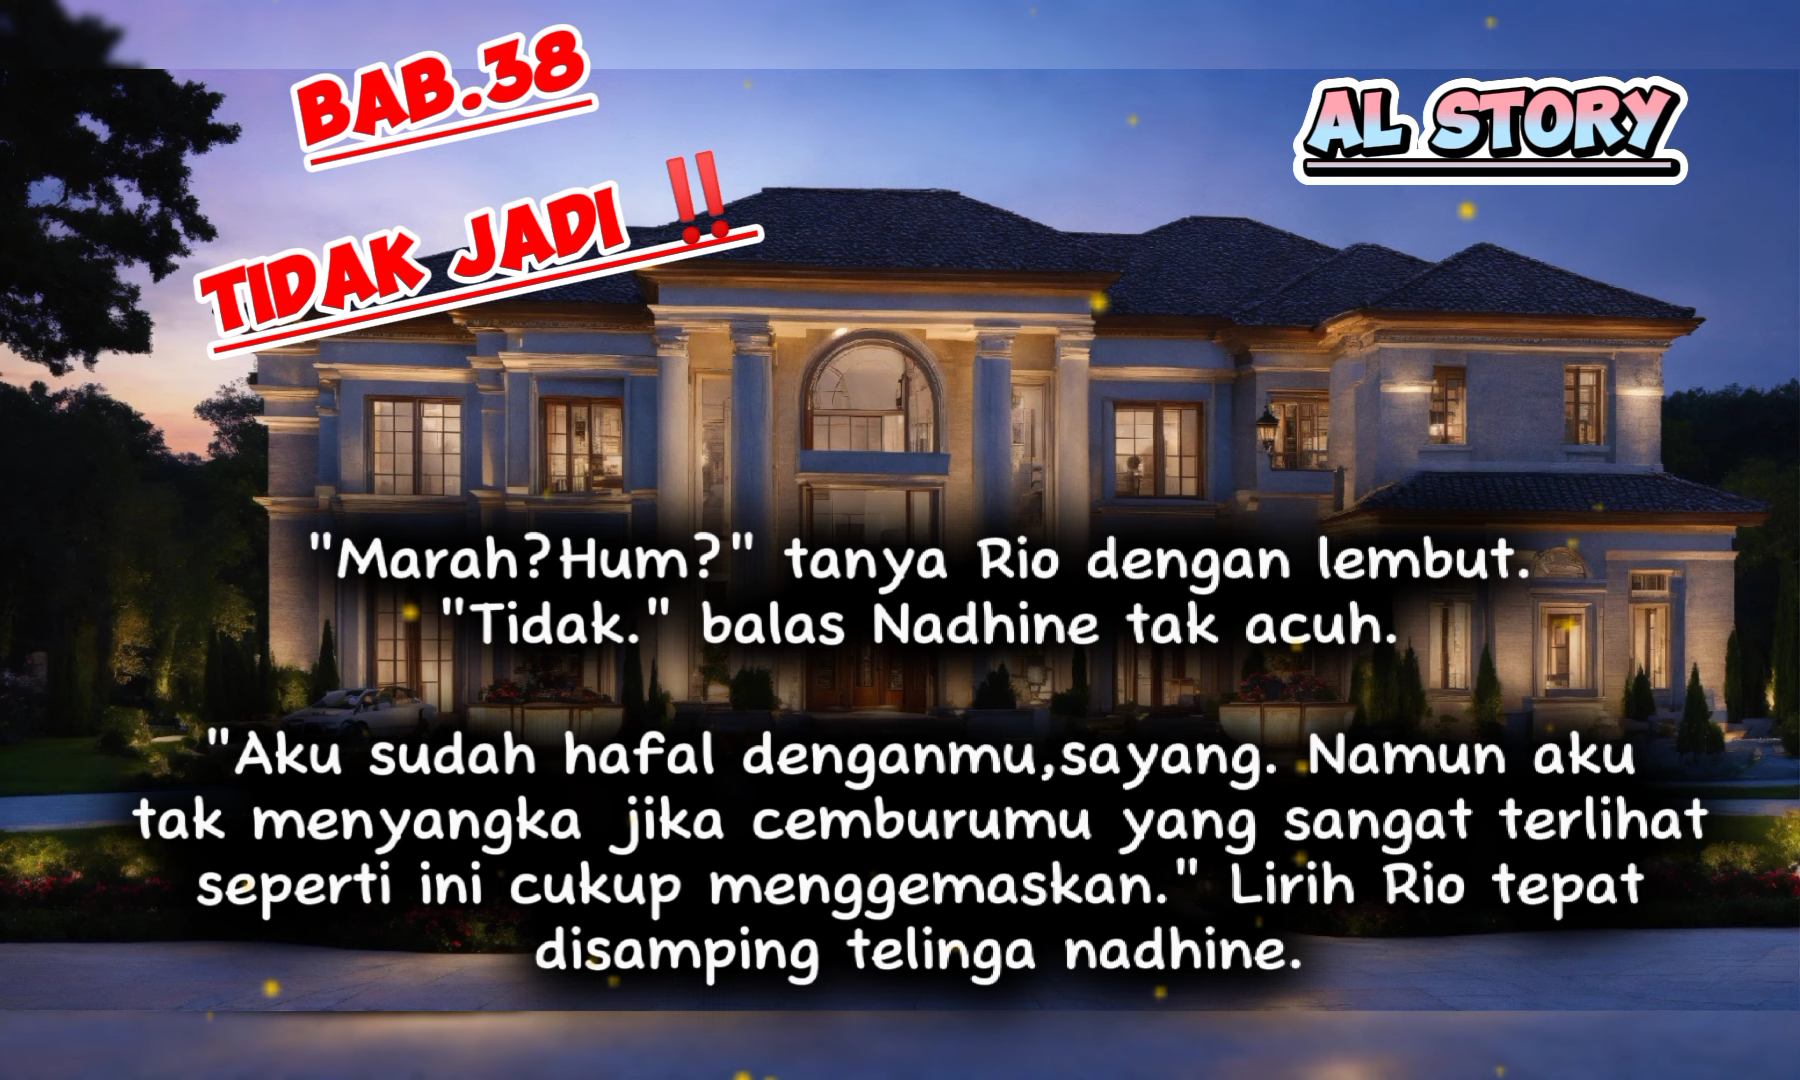 BAB.38
AL STORY
TIDAK JADI ‼️
"Marah?Hum?" tanya Rio dengan lembut.
"Tidak." balas Nadhine tak acuh.
"Aku sudah hafal denganmu,sayang. Namun aku
tak menyangka jika cemburumu yang sangat terlihat
seperti ini cukup menggemaskan." Lirih Rio tepat
disamping telinga nadhine.